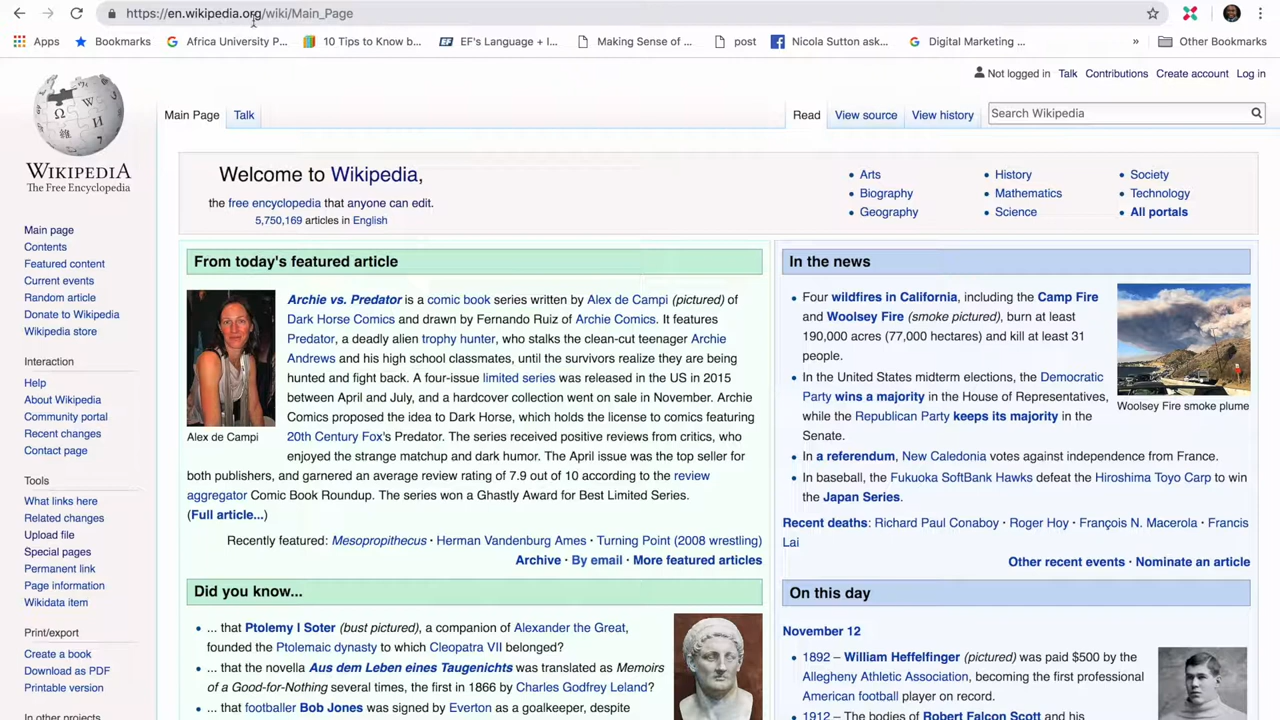 https://en.wikipedia.org/wiki/Main_Page
Apps
Bookmarks
Africa University P...
10 Tips to Know b...
EF's Language + I...
Making Sense of ...
post
Nicola Sutton ask...
Digital Marketing ...
»
Other Bookmarks
Not logged in Talk Contributions Create account Log in
Main Page Talk
Read View source View history
Search Wikipedia
WIKIPEDIA
The Free Encyclopedia
Main page
Contents
Featured content
Current events
Random article
Donate to Wikipedia
Wikipedia store
Interaction
Help
About Wikipedia
Community portal
Recent changes
Contact page
Tools
What links here
Related changes
Upload file
Special pages
Permanent link
Page information
Wikidata item
Print/export
Create a book
Download as PDF
Printable version
In other projects
Welcome to Wikipedia,
the free encyclopedia that anyone can edit.
5,750,169 articles in English
• Arts
• Biography
• Geography
• History
• Mathematics
• Science
• Society
• Technology
• All portals
From today's featured article
Archie vs. Predator is a comic book series written by Alex de Campi (pictured) of
Dark Horse Comics and drawn by Fernando Ruiz of Archie Comics. It features
Predator, a deadly alien trophy hunter, who stalks the clean-cut teenager Archie
Andrews and his high school classmates, until the survivors realize they are being
hunted and fight back. A four-issue limited series was released in the US in 2015
between April and July, and a hardcover collection went on sale in November. Archie
Comics proposed the idea to Dark Horse, which holds the license to comics featuring
20th Century Fox's Predator. The series received positive reviews from critics, who
enjoyed the strange matchup and dark humor. The April issue was the top seller for
both publishers, and garnered an average review rating of 7.9 out of 10 according to the review
aggregator Comic Book Roundup. The series won a Ghastly Award for Best Limited Series.
(Full article...)
Alex de Campi
Recently featured: Mesopropithecus · Herman Vandenburg Ames · Turning Point (2008 wrestling)
Archive · By email · More featured articles
Did you know...
• ... that Ptolemy I Soter (bust pictured), a companion of Alexander the Great,
founded the Ptolemaic dynasty to which Cleopatra VII belonged?
• ... that the novella Aus dem Leben eines Taugenichts was translated as Memoirs
of a Good-for-Nothing several times, the first in 1866 by Charles Godfrey Leland?
• ... that footballer Bob Jones was signed by Everton as a goalkeeper, despite
In the news
• Four wildfires in California, including the Camp Fire
and Woolsey Fire (smoke pictured), burn at least
190,000 acres (77,000 hectares) and kill at least 31
people.
• In the United States midterm elections, the Democratic
Party wins a majority in the House of Representatives,
while the Republican Party keeps its majority in the
Senate.
• In a referendum, New Caledonia votes against independence from France.
• In baseball, the Fukuoka SoftBank Hawks defeat the Hiroshima Toyo Carp to win
the Japan Series.
Woolsey Fire smoke plume
Recent deaths: Richard Paul Conaboy · Roger Hoy · François N. Macerola · Francis
Lai
Other recent events · Nominate an article
On this day
November 12
• 1892 – William Heffelfinger (pictured) was paid $500 by the
Allegheny Athletic Association, becoming the first professional
American football player on record.
• 1912 – The bodies of Robert Falcon Scott and his